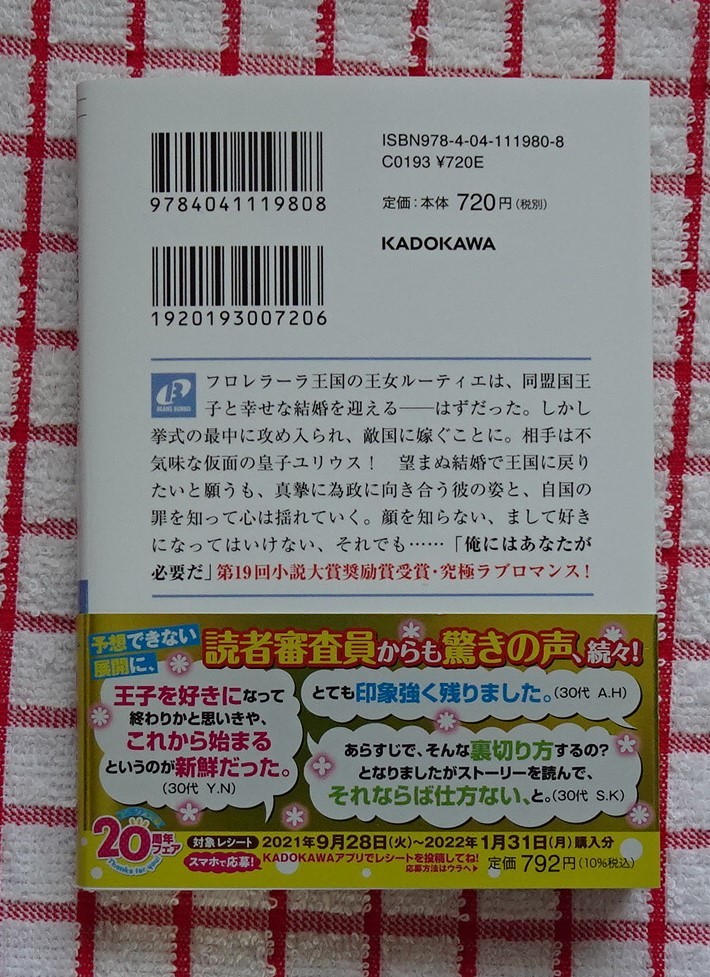 ISBN978-4-04-111980-8
C0193 ¥720E
9784041119808
定価：本体 720円（税別）
KADOKAWA
1920193007206
BEANS BUNKO
フロレラーラ王国の王女ルーティエは、同盟国王
子と幸せな結婚を迎える――はずだった。しかし
挙式の最中に攻め入られ、敵国に嫁ぐことに。相手は不
気味な仮面の皇子ユリウス！　望まぬ結婚で王国に戻り
たいと願うも、真摯に為政に向き合う彼の姿と、自国の
罪を知って心は揺れていく。顔を知らない、まして好き
になってはいけない、それでも……「俺にはあなたが
必要だ」第19回小説大賞奨励賞受賞・究極ラブロマンス！
予想できない
展開に、
読者審査員からも驚きの声、続々！
王子を好きになって
終わりかと思いきや、
これから始まる
というのが新鮮だった。
（30代 Y.N）
とても印象強く残りました。（30代 A.H）
あらすじで、そんな裏切り方するの？
となりましたがストーリーを読んで、
それならば仕方ない、と。（30代 S.K）
20周年フェア
Thanks for you!
対象レシート 2021年9月28日（火）～2022年1月31日（月）購入分
スマホで応募！ KADOKAWAアプリでレシートを投稿してね！
応募方法はウラへ
定価 792円（10%税込）